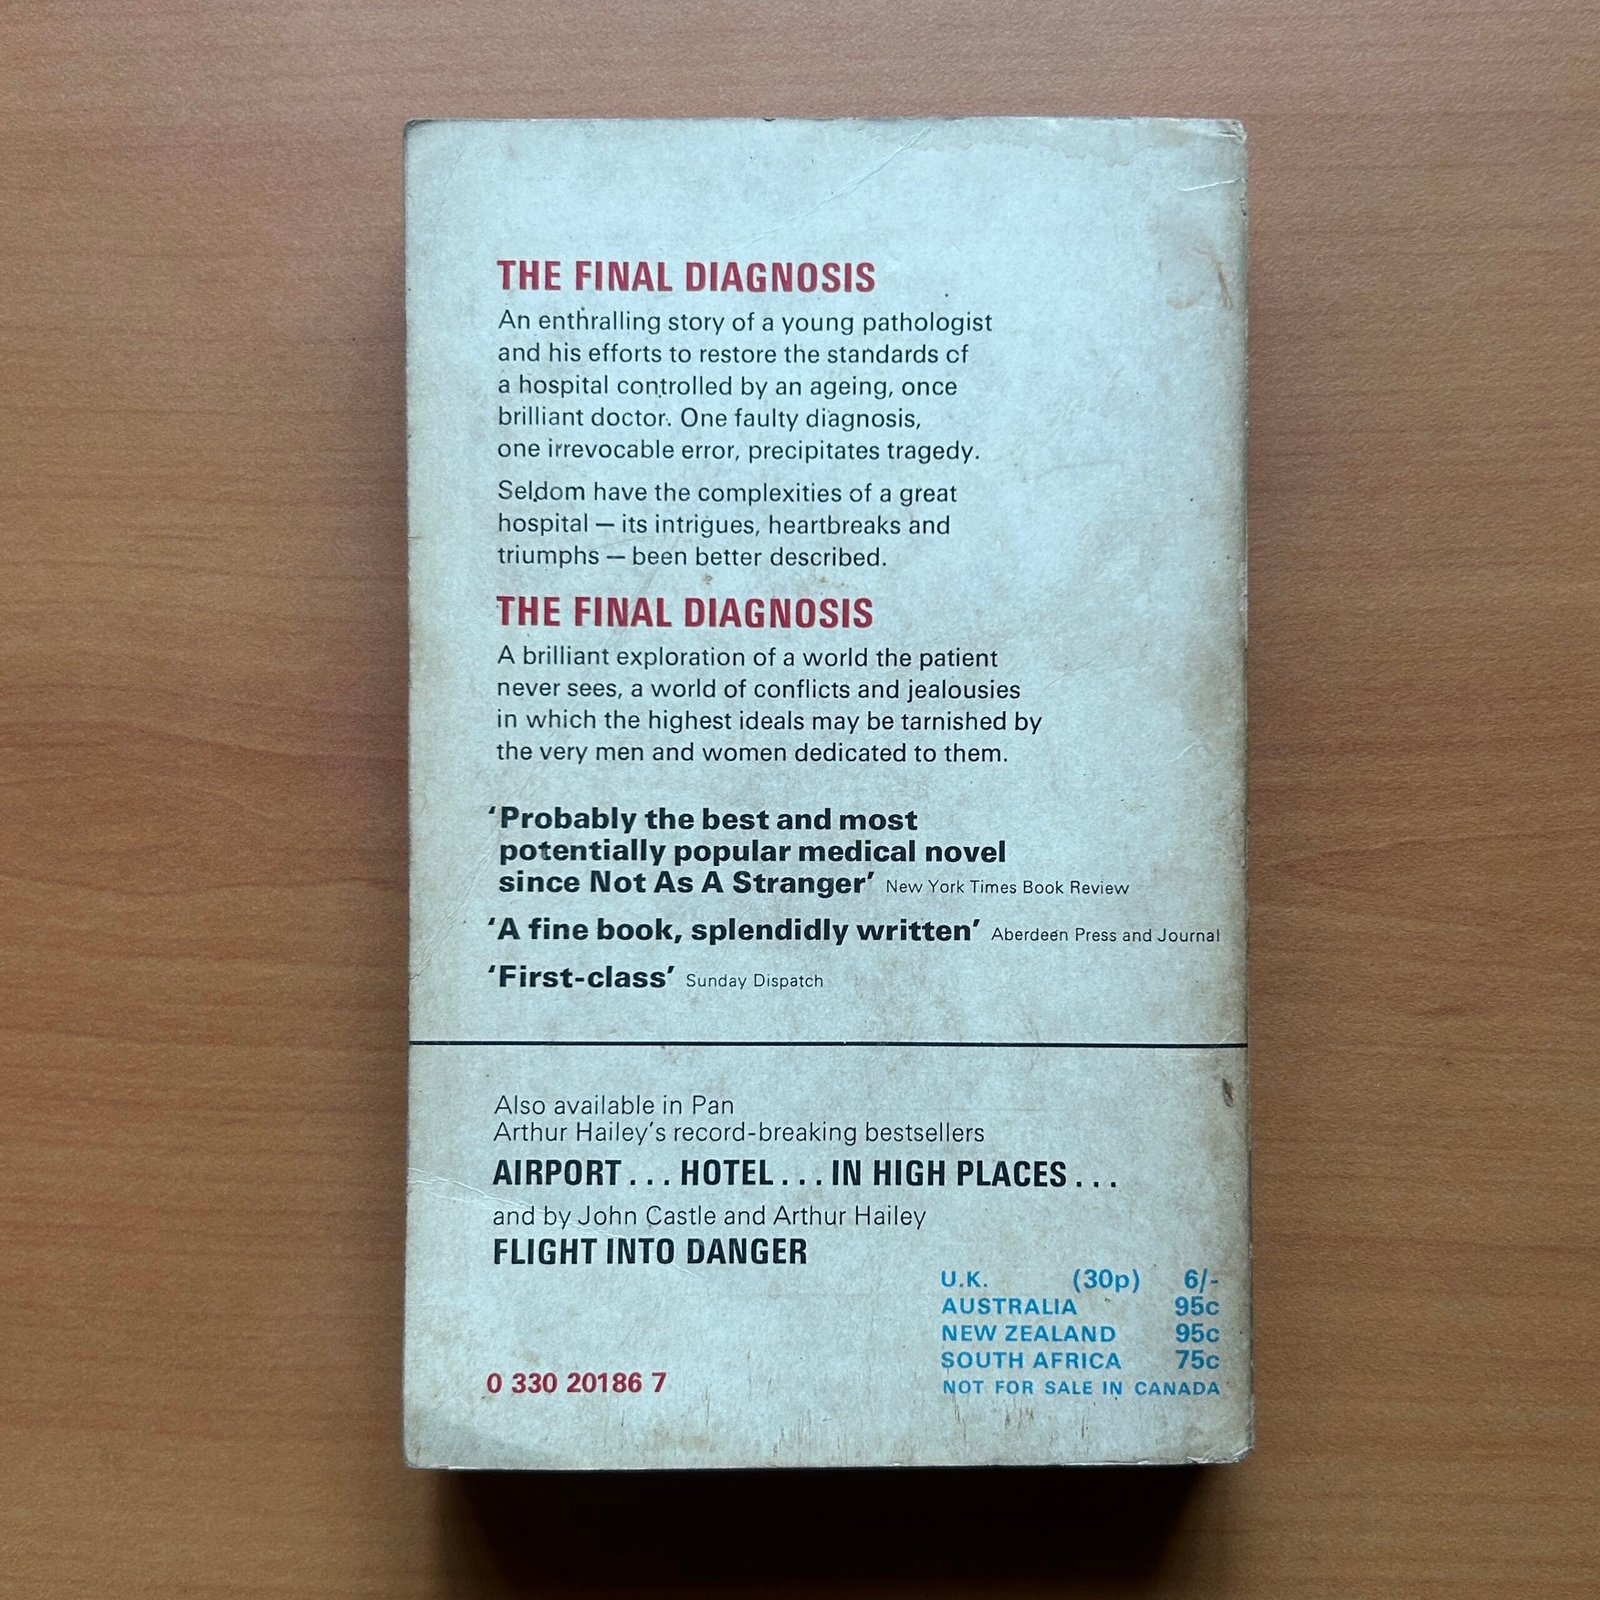 THE FINAL DIAGNOSIS
An enthralling story of a young pathologist
and his efforts to restore the standards of
a hospital controlled by an ageing, once
brilliant doctor. One faulty diagnosis,
one irrevocable error, precipitates tragedy.
Seldom have the complexities of a great
hospital — its intrigues, heartbreaks and
triumphs — been better described.
THE FINAL DIAGNOSIS
A brilliant exploration of a world the patient
never sees, a world of conflicts and jealousies
in which the highest ideals may be tarnished by
the very men and women dedicated to them.
‘Probably the best and most
potentially popular medical novel
since Not As A Stranger’ New York Times Book Review
‘A fine book, splendidly written’ Aberdeen Press and Journal
‘First-class’ Sunday Dispatch
Also available in Pan
Arthur Hailey’s record-breaking bestsellers
AIRPORT . . . HOTEL . . . IN HIGH PLACES . . .
and by John Castle and Arthur Hailey
FLIGHT INTO DANGER
U.K. (30p) 6/-
AUSTRALIA 95c
NEW ZEALAND 95c
SOUTH AFRICA 75c
NOT FOR SALE IN CANADA
0 330 20186 7